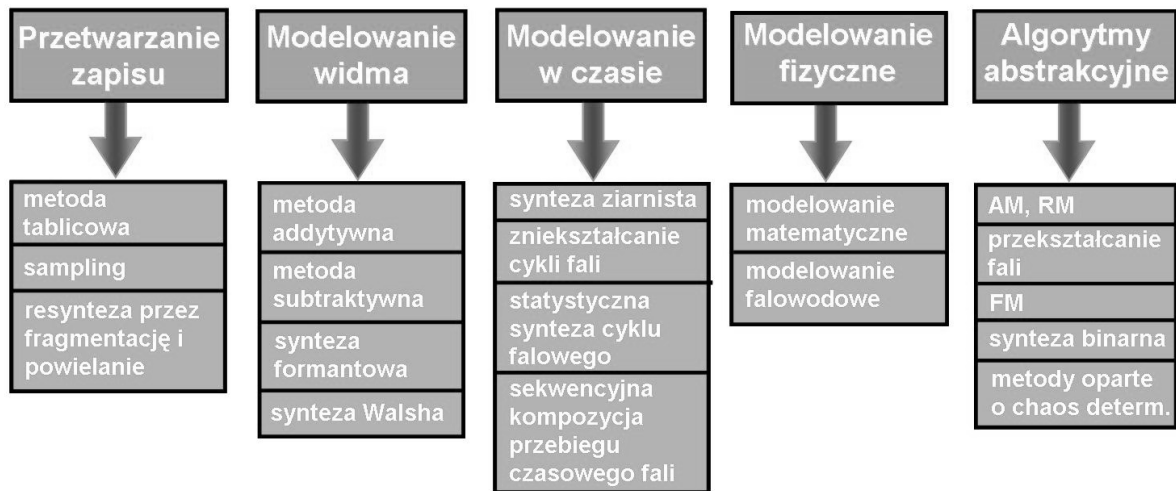 Przetwarzanie
zapisu
metoda
tablicowa
sampling
resynteza przez
fragmentację i
powielanie
Modelowanie
widma
metoda
addytywna
metoda
subtraktywna
synteza
formantowa
synteza Walsha
Modelowanie
w czasie
synteza ziarnista
zniekształcanie
cykli fali
statystyczna
synteza cyklu
falowego
sekwencyjna
kompozycja
przebiegu
czasowego fali
Modelowanie
fizyczne
modelowanie
matematyczne
modelowanie
falowodowe
Algorytmy
abstrakcyjne
AM, RM
przekształcanie
fali
FM
synteza binarna
metody oparte
o chaos determ.